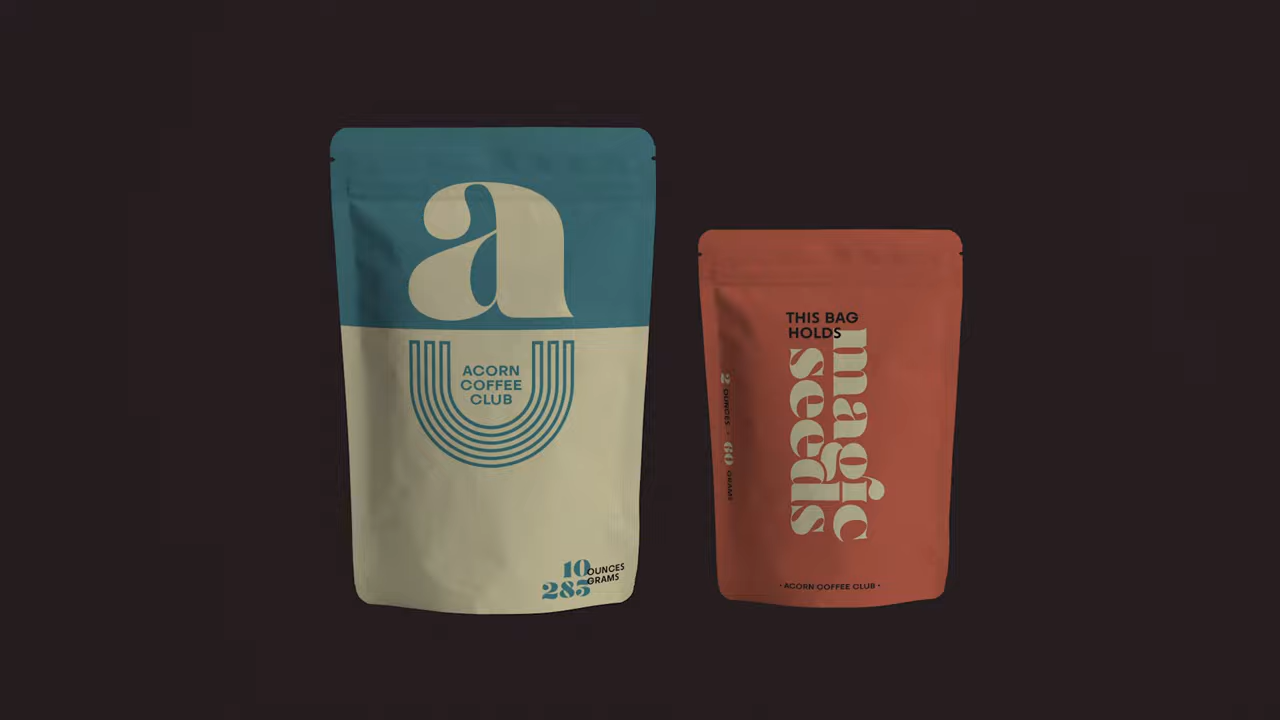 a
ACORN
COFFEE
CLUB
10 OUNCES
285 GRAMS
THIS BAG
HOLDS
magic
seeds
2 OUNCES · 60 GRAMS
· ACORN COFFEE CLUB ·